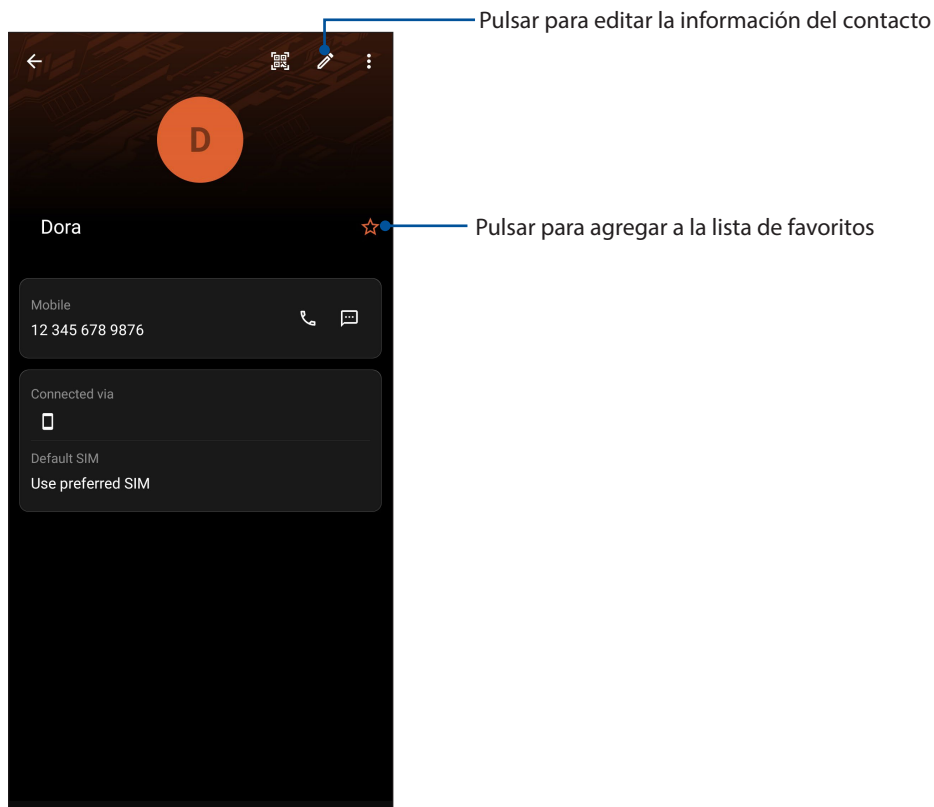 Pulsar para editar la información del contacto
D
Dora
Pulsar para agregar a la lista de favoritos
Mobile
12 345 678 9876
Connected via
Default SIM
Use preferred SIM